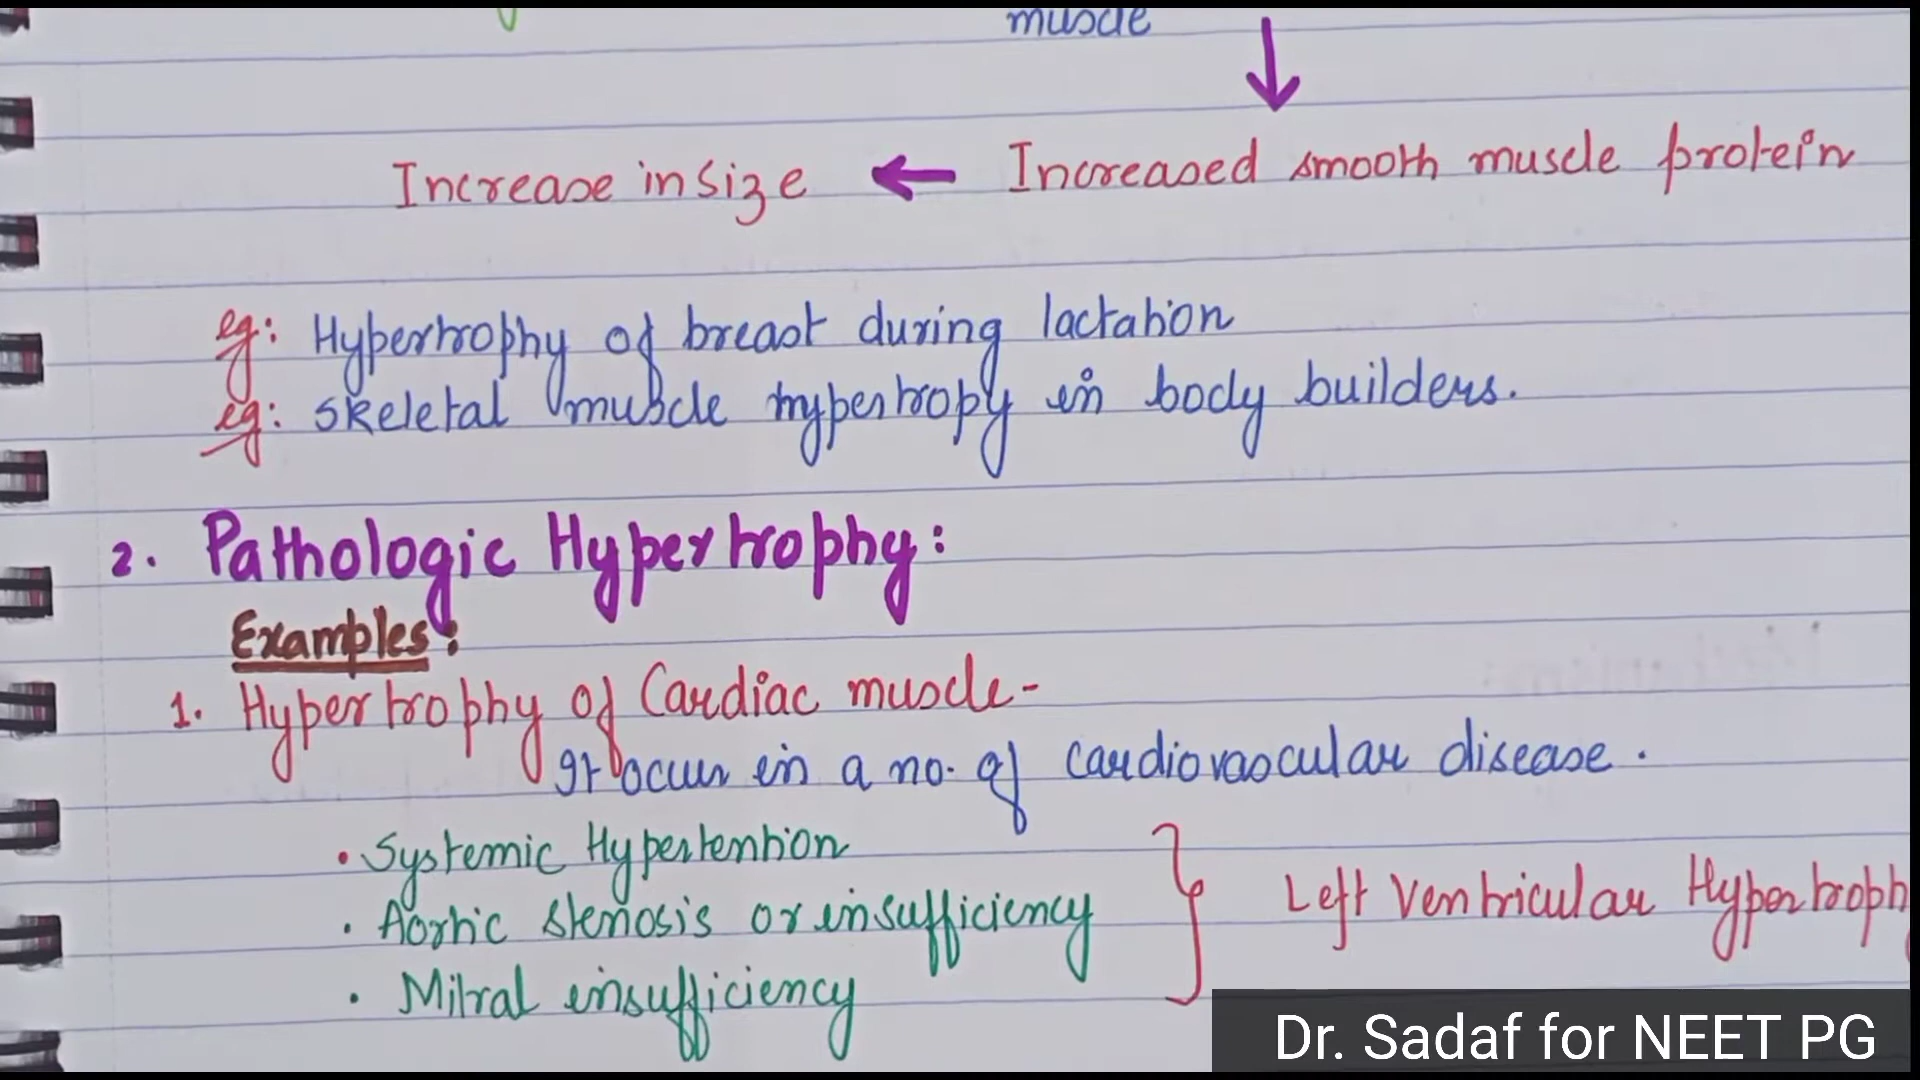 muscle
Increase in size ← Increased smooth muscle protein
eg: Hypertrophy of breast during lactation
eg: skeletal muscle hypertropy in body builders.
2. Pathologic Hypertrophy:
Examples:
1. Hypertrophy of Cardiac muscle-
It occur in a no. of cardiovascular disease.
• Systemic Hypertention
• Aortic stenosis or insufficiency
Left Ventricular Hypertroph
• Mitral insufficiency
Dr. Sadaf for NEET PG